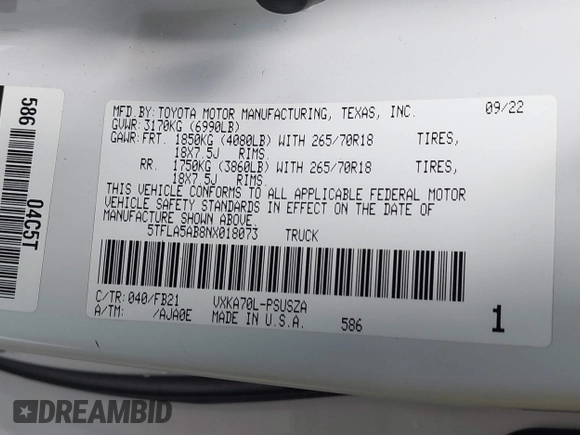 MFD.BY: TOYOTA MOTOR MANUFACTURING, TEXAS, INC. 09/22
GVWR: 3170KG (6990LB)
GAWR: FRT. 1850KG (4080LB) WITH 265/70R18 TIRES,
18X7.5J RIMS,
RR. 1750KG (3860LB) WITH 265/70R18 TIRES,
18X7.5J RIMS,
THIS VEHICLE CONFORMS TO ALL APPLICABLE FEDERAL MOTOR
VEHICLE SAFETY STANDARDS IN EFFECT ON THE DATE OF
MANUFACTURE SHOWN ABOVE.
5TFLA5AB8NX018073 TRUCK
C/TR: 040/FB21 VXKA70L-PSUSZA
A/TM: /AJA0E MADE IN U.S.A. 586 1
586 04C5T
DREAMBID